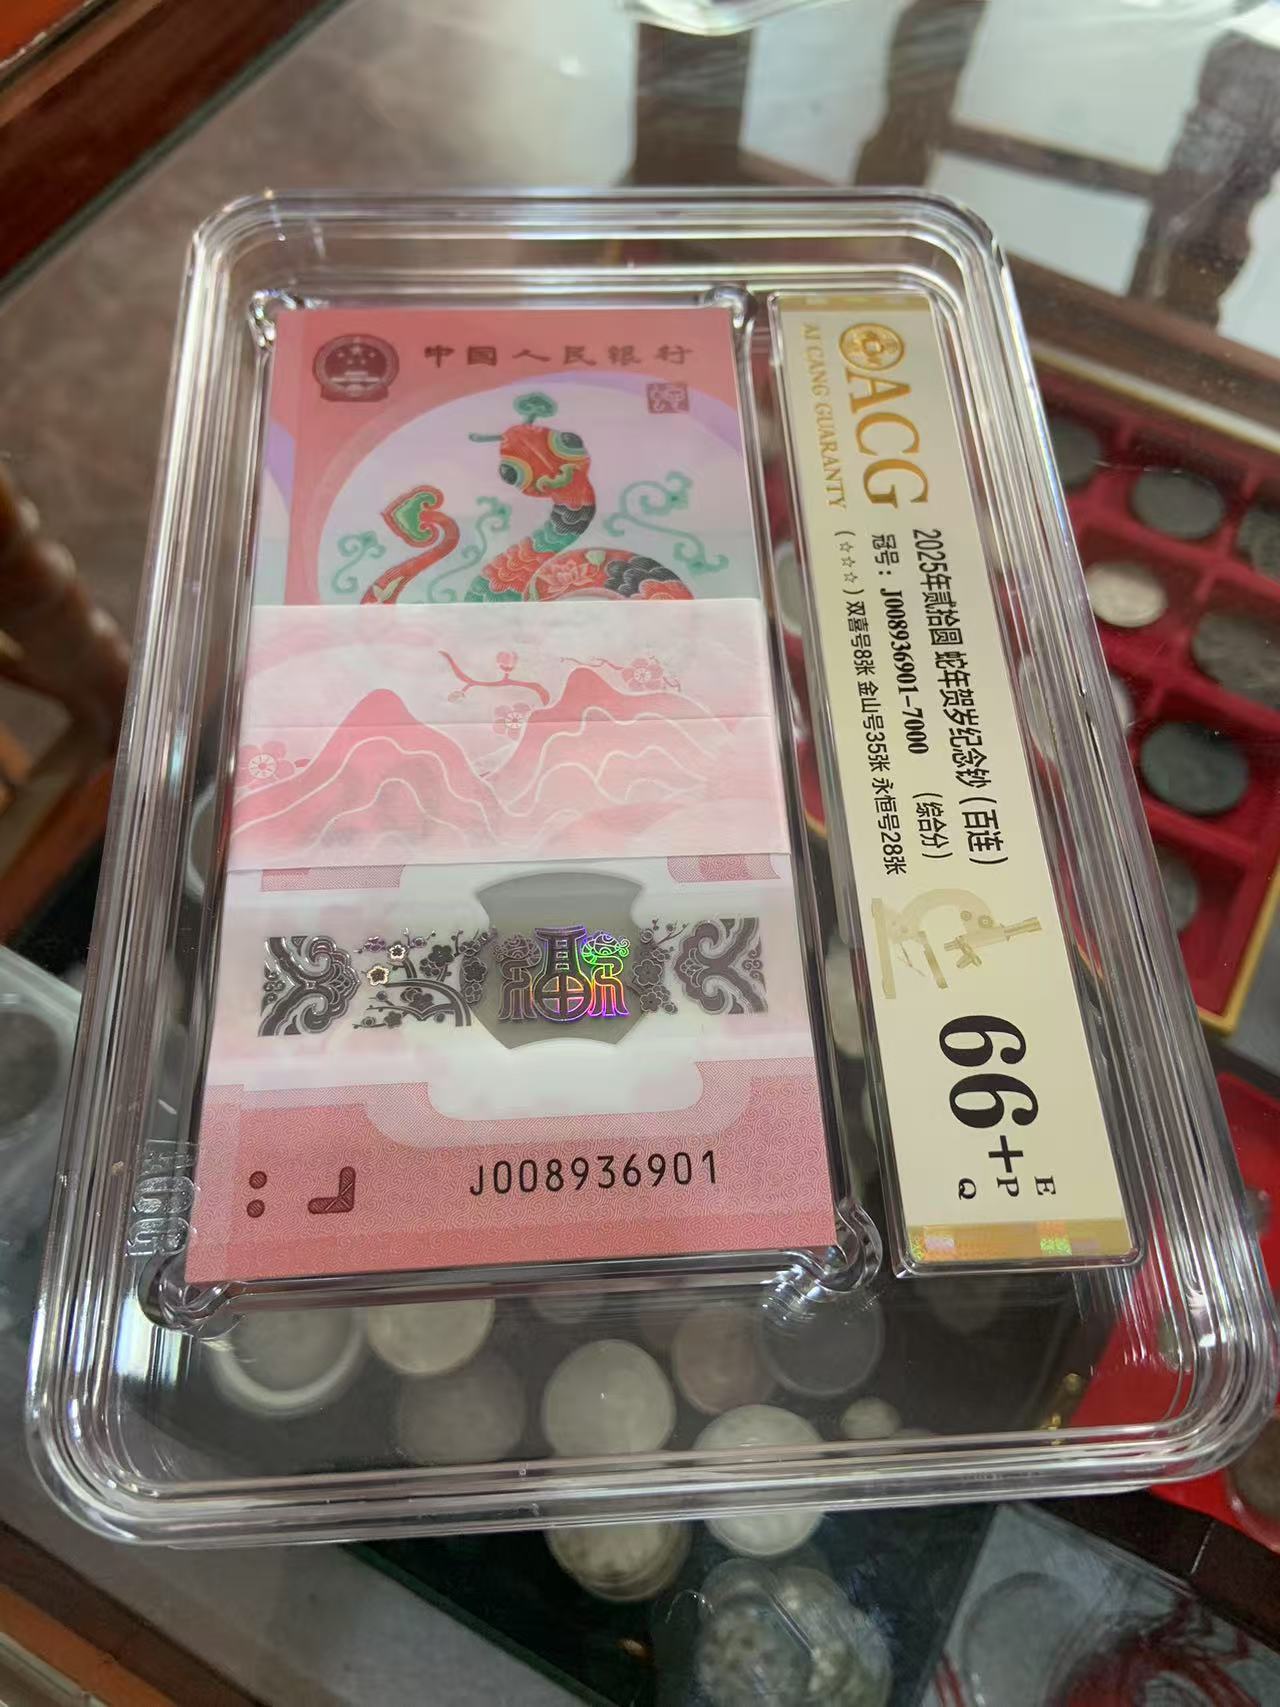 中国人民银行
J008936901
ACG
AI CANG GUARANTY
2025年贰拾圆 蛇年贺岁纪念钞（百连）
冠号：J008936901-7000 （综合分）
（☆☆☆）双喜号8张 金山号35张 永恒号28张
66+
E
P
Q